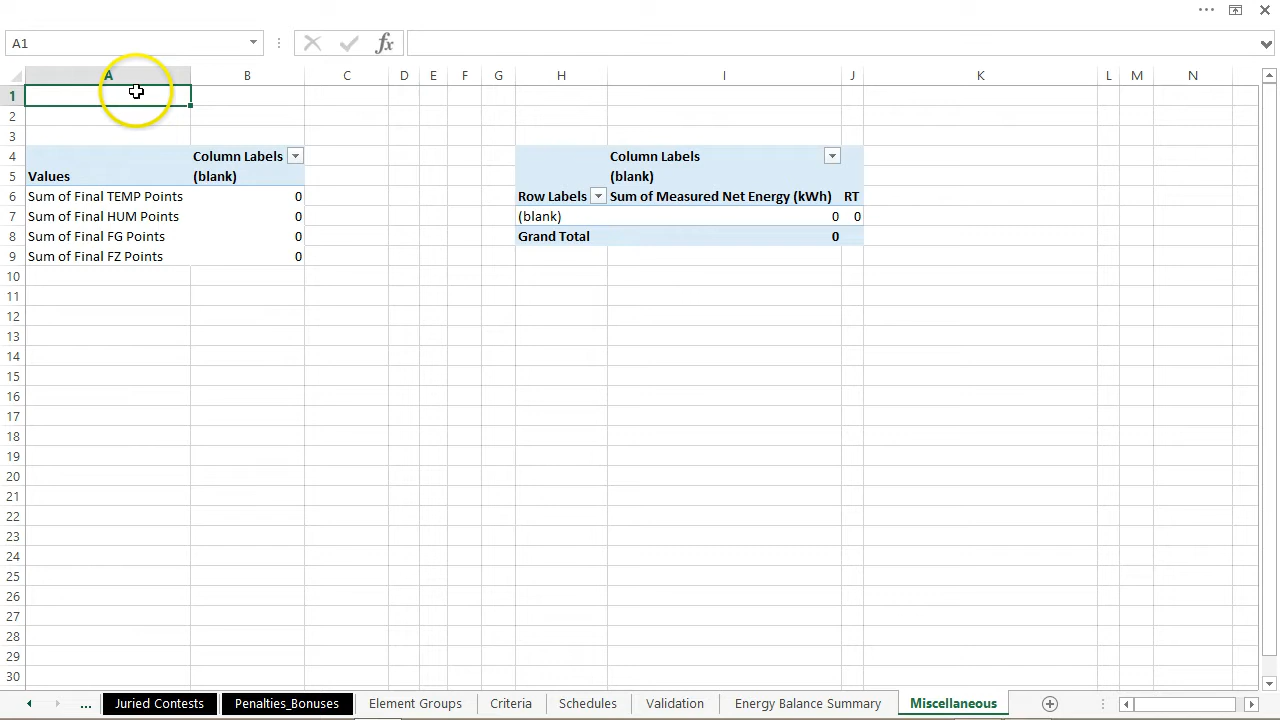 A1
fx
A B C D E F G H I J K L M N
1
2
3
4 Column Labels Column Labels
5 Values (blank) (blank)
6 Sum of Final TEMP Points 0 Row Labels Sum of Measured Net Energy (kWh) RT
7 Sum of Final HUM Points 0 (blank) 0 0
8 Sum of Final FG Points 0 Grand Total 0
9 Sum of Final FZ Points 0
10
11
12
13
14
15
16
17
18
19
20
21
22
23
24
25
26
27
28
29
30
... Juried Contests Penalties_Bonuses Element Groups Criteria Schedules Validation Energy Balance Summary Miscellaneous